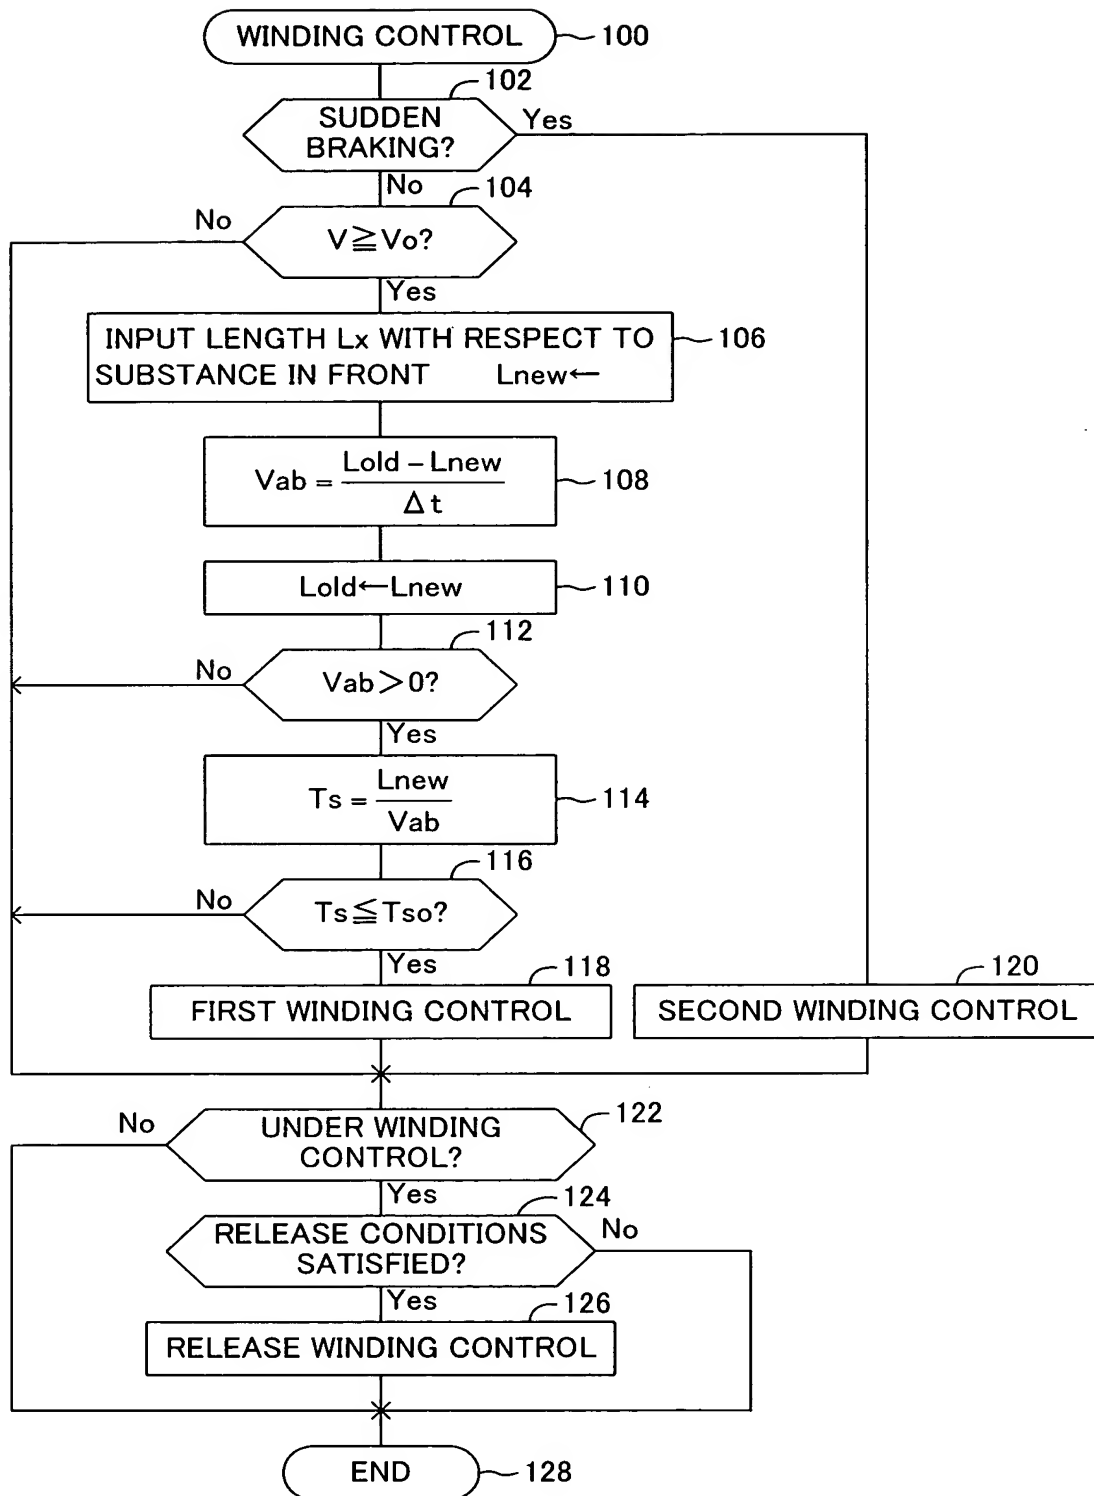 WINDING CONTROL 100
102
SUDDEN
BRAKING?
Yes
No
104
No
V≧Vo?
Yes
INPUT LENGTH Lx WITH RESPECT TO
SUBSTANCE IN FRONT Lnew←
106
Vab = (Lold − Lnew) / Δt
108
Lold←Lnew
110
112
No
Vab>0?
Yes
Ts = Lnew / Vab
114
116
No
Ts≦Tso?
Yes
118
FIRST WINDING CONTROL
120
SECOND WINDING CONTROL
No
UNDER WINDING
CONTROL?
122
Yes
124
RELEASE CONDITIONS
SATISFIED?
No
Yes
126
RELEASE WINDING CONTROL
END
128